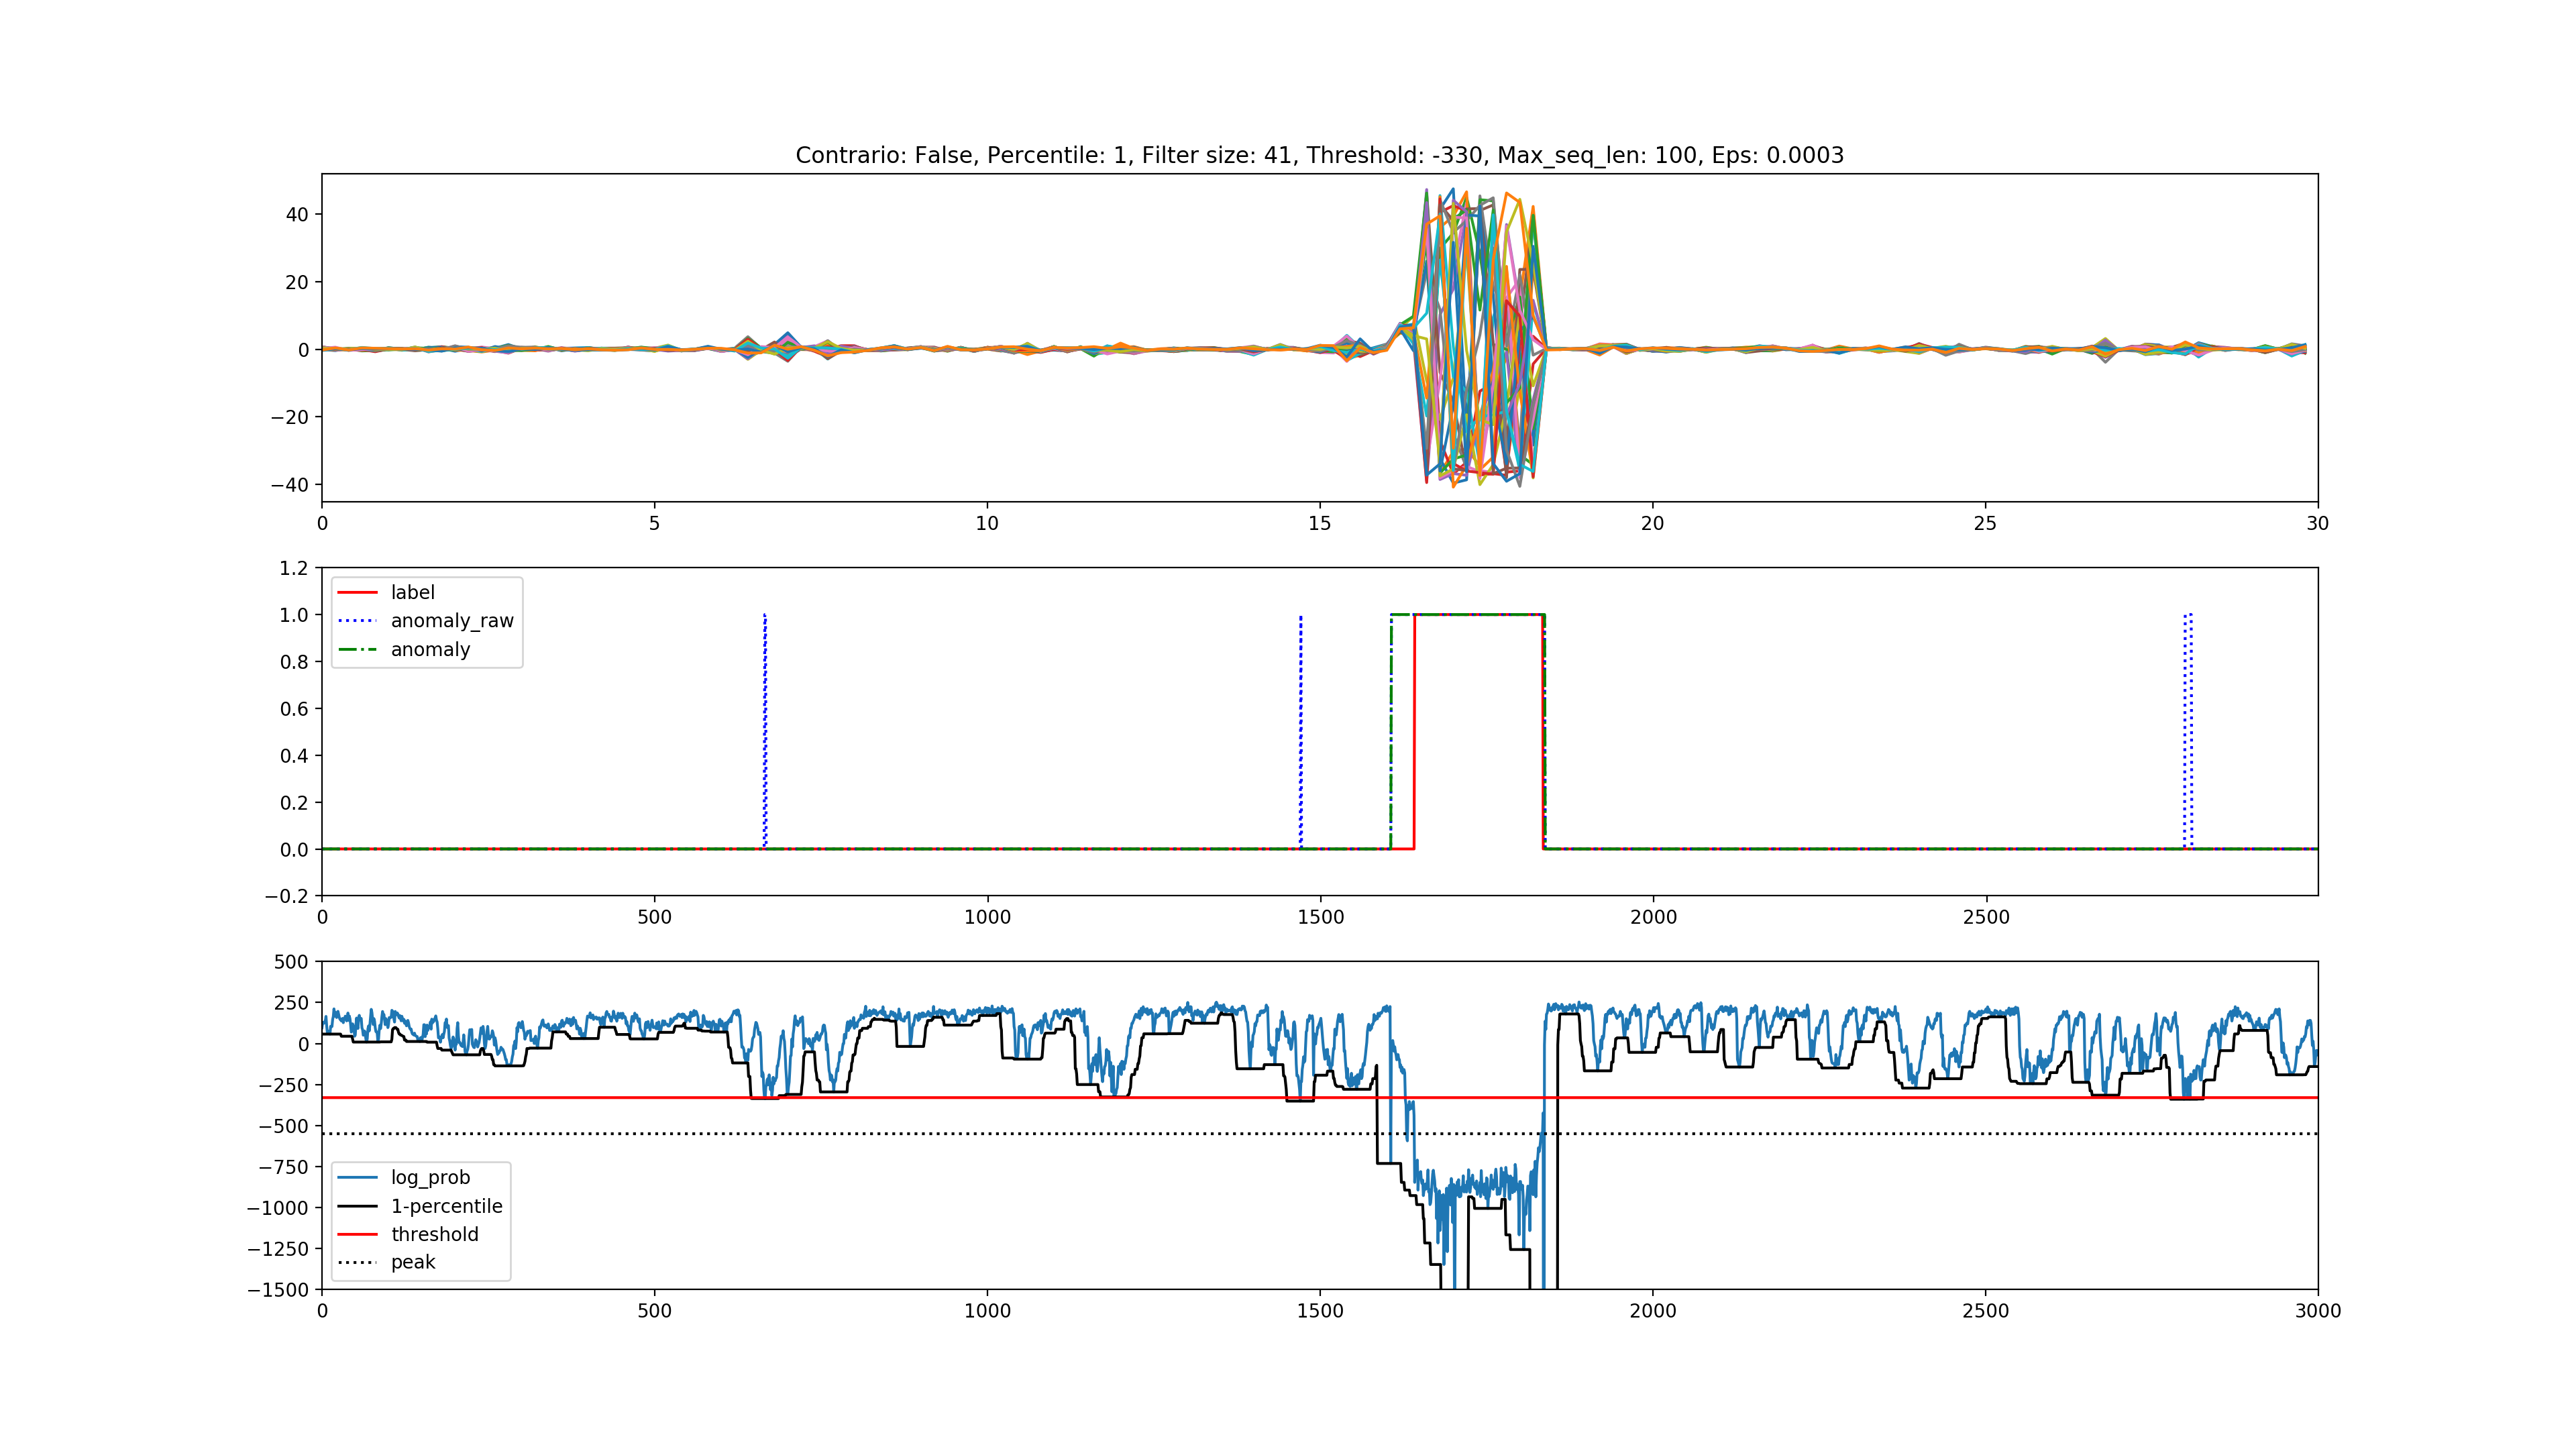 Contrario: False, Percentile: 1, Filter size: 41, Threshold: -330, Max_seq_len: 100, Eps: 0.0003
40
20
0
−20
−40
0 5 10 15 20 25 30
1.2
1.0
0.8
0.6
0.4
0.2
0.0
−0.2
label
anomaly_raw
anomaly
0 500 1000 1500 2000 2500
500
250
0
−250
−500
−750
−1000
−1250
−1500
log_prob
1-percentile
threshold
peak
0 500 1000 1500 2000 2500 3000